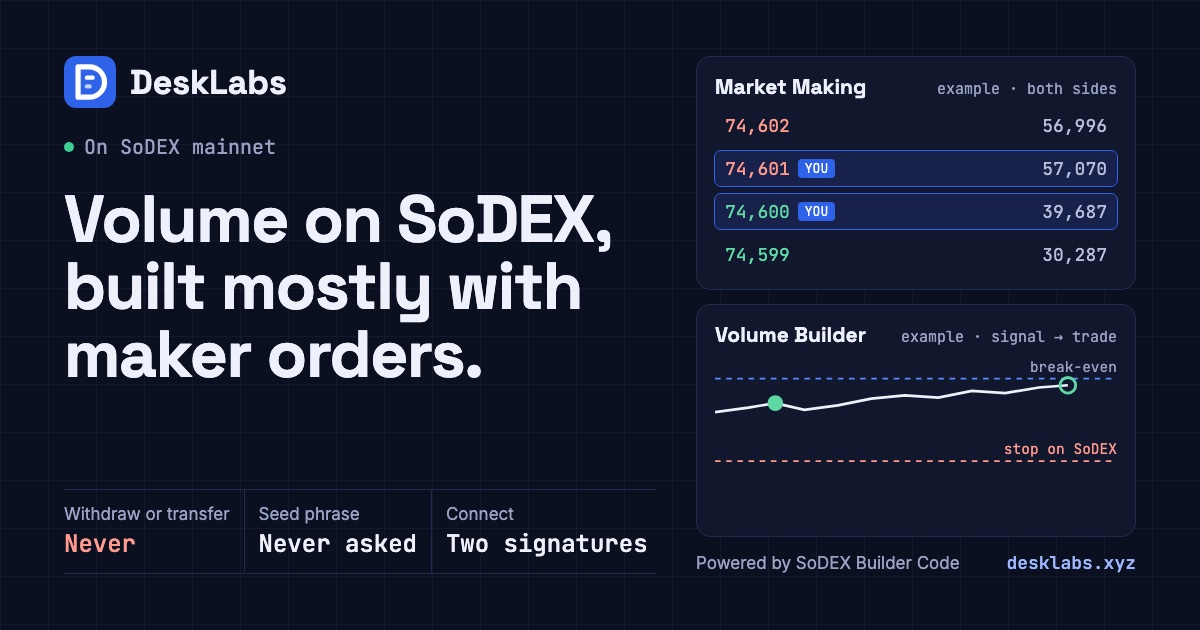 DeskLabs
On SoDEX mainnet
Volume on SoDEX,
built mostly with
maker orders.
Withdraw or transfer
Never
Seed phrase
Never asked
Connect
Two signatures
Market Making
example · both sides
74,602 56,996
74,601 YOU 57,070
74,600 YOU 39,687
74,599 30,287
Volume Builder
example · signal → trade
break-even
stop on SoDEX
Powered by SoDEX Builder Code
desklabs.xyz